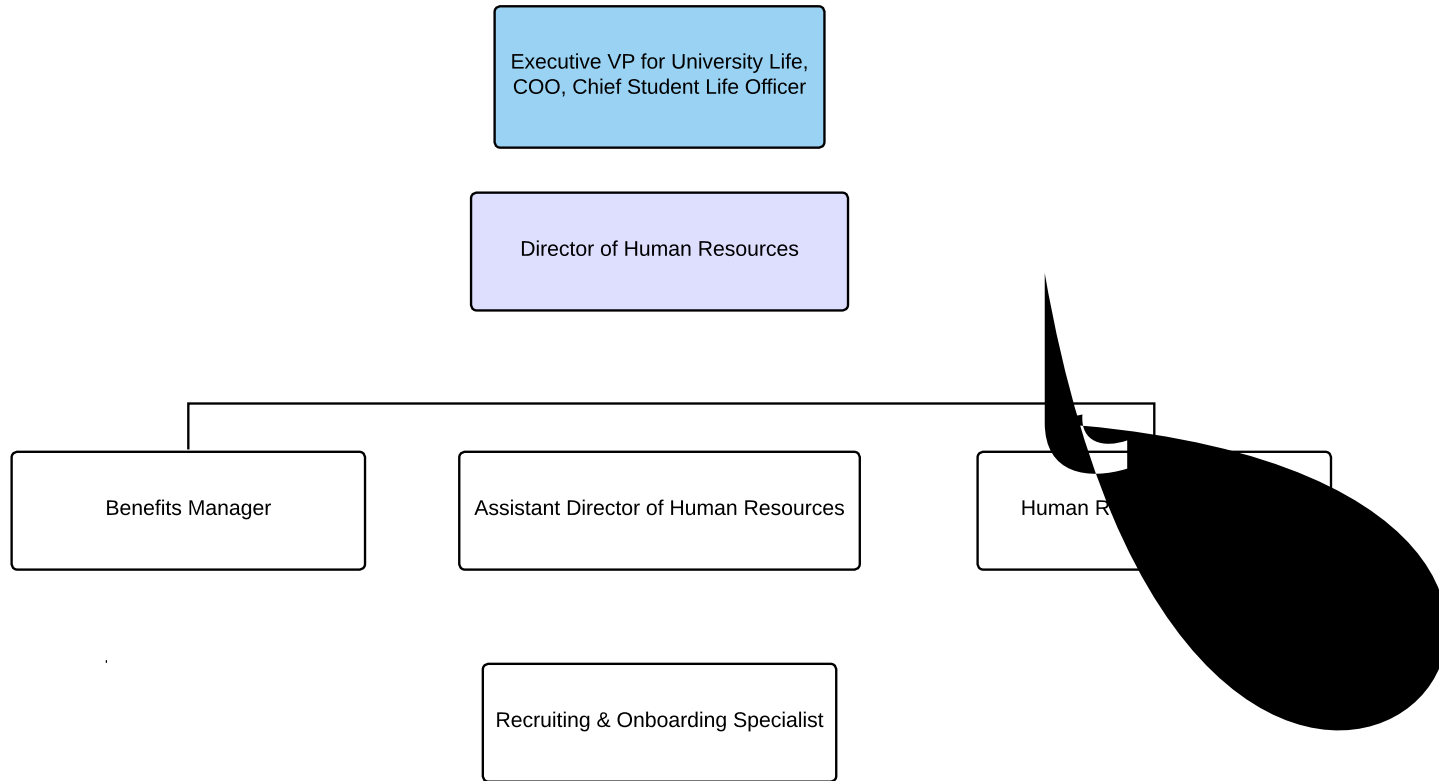 Executive VP for University Life,
COO, Chief Student Life Officer
Director of Human Resources
Benefits Manager
Assistant Director of Human Resources
Human
Recruiting & Onboarding Specialist